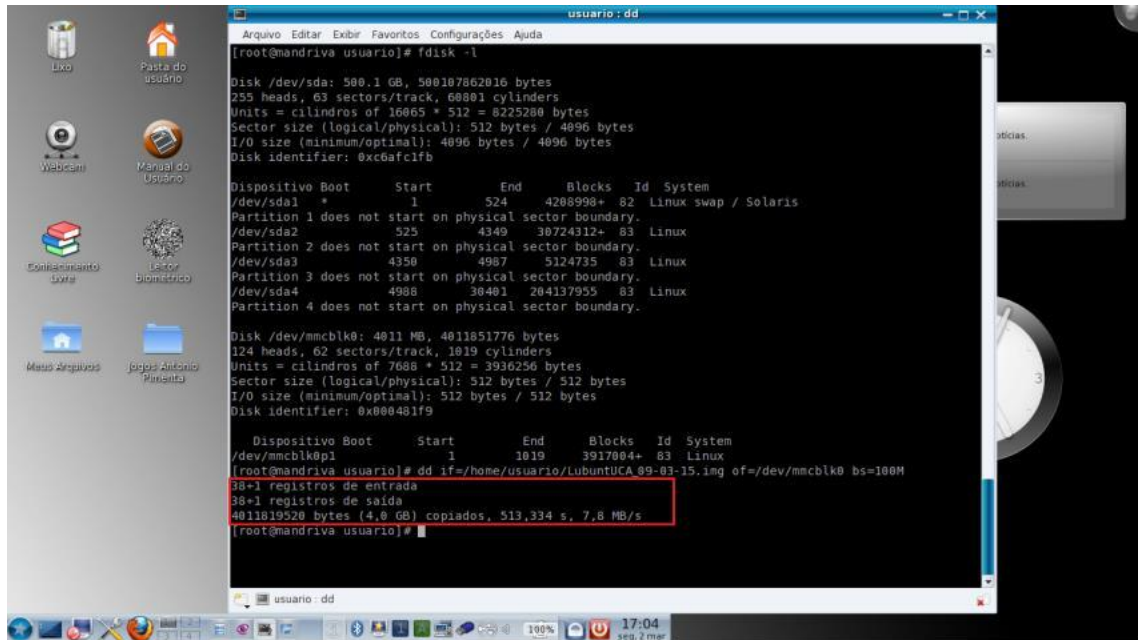 usuario : dd
Arquivo Editar Exibir Favoritos Configurações Ajuda
[root@mandriva usuario]# fdisk -l
Disk /dev/sda: 500.1 GB, 500107862016 bytes
255 heads, 63 sectors/track, 60801 cylinders
Units = cilindros of 16065 * 512 = 8225280 bytes
Sector size (logical/physical): 512 bytes / 4096 bytes
I/O size (minimum/optimal): 4096 bytes / 4096 bytes
Disk identifier: 0xc6afc1fb
Dispositivo Boot Start End Blocks Id System
/dev/sda1 * 1 524 4208998+ 82 Linux swap / Solaris
Partition 1 does not start on physical sector boundary.
/dev/sda2 525 4349 30724312+ 83 Linux
Partition 2 does not start on physical sector boundary.
/dev/sda3 4350 4987 5124735 83 Linux
Partition 3 does not start on physical sector boundary.
/dev/sda4 4988 30401 204137955 83 Linux
Partition 4 does not start on physical sector boundary.
Disk /dev/mmcblk0: 4011 MB, 4011851776 bytes
124 heads, 62 sectors/track, 1019 cylinders
Units = cilindros of 7688 * 512 = 3936256 bytes
Sector size (logical/physical): 512 bytes / 512 bytes
I/O size (minimum/optimal): 512 bytes / 512 bytes
Disk identifier: 0x000481f9
Dispositivo Boot Start End Blocks Id System
/dev/mmcblk0p1 1 1019 3917004+ 83 Linux
[root@mandriva usuario]# dd if=/home/usuario/LubuntUCA_09-03-15.img of=/dev/mmcblk0 bs=100M
38+1 registros de entrada
38+1 registros de saída
4011819520 bytes (4,0 GB) copiados, 513,334 s, 7,8 MB/s
[root@mandriva usuario]#
usuario : dd
Lixo
Pasta do
usuário
Webcam
Manual do
Usuário
Conhecimento
Livre
Leitor
biométrico
Meus Arquivos
Jogos Antonio
Pimenta
otícias.
otícias.
3
100%
17:04
seg. 2 mar